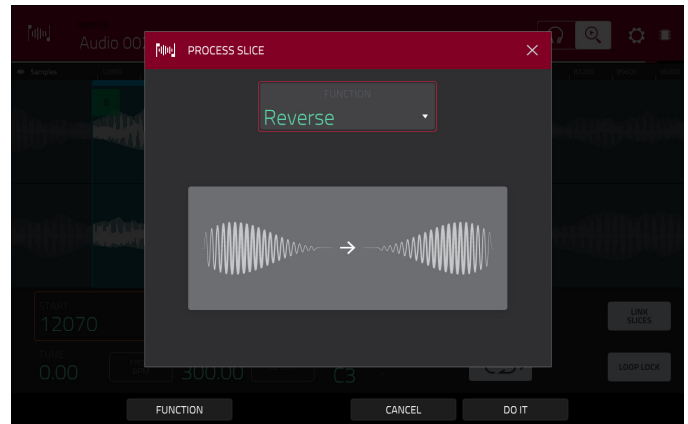 Audio 00
PROCESS SLICE
Samples
FUNCTION
Reverse
START
12070
LINK
SLICES
TUNE
0.00
300.00
C3
LOOP LOCK
FUNCTION
CANCEL
DO IT